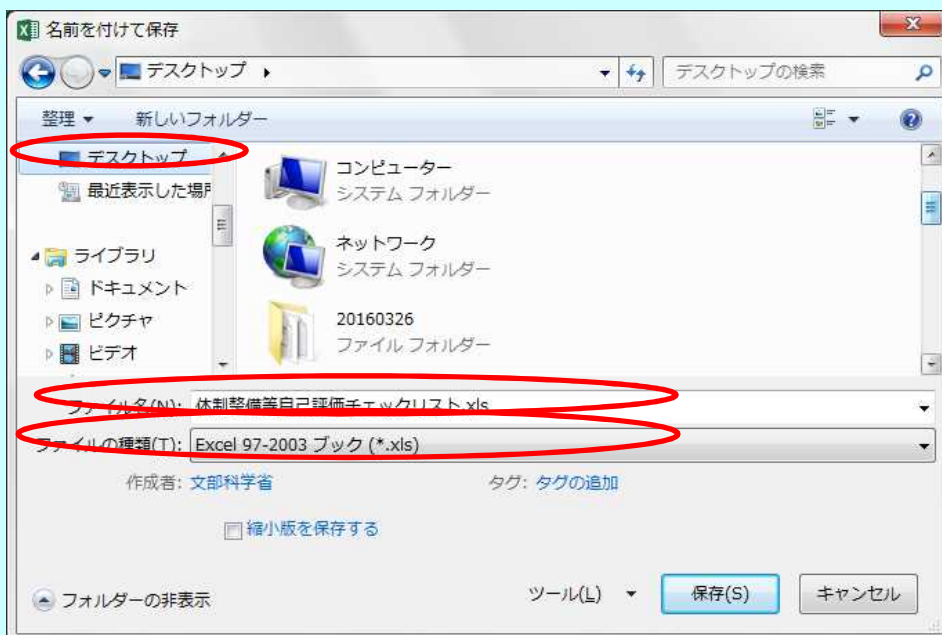 名前を付けて保存
デスクトップ
デスクトップの検索
整理 新しいフォルダー
デスクトップ
最近表示した場所
ライブラリ
ドキュメント
ピクチャ
ビデオ
コンピューター
システム フォルダー
ネットワーク
システム フォルダー
20160326
ファイル フォルダー
ファイル名(N): 体制整備等自己評価チェックリスト.xls
ファイルの種類(T): Excel 97-2003 ブック (*.xls)
作成者: 文部科学省 タグ: タグの追加
縮小版を保存する
フォルダーの非表示 ツール(L) 保存(S) キャンセル